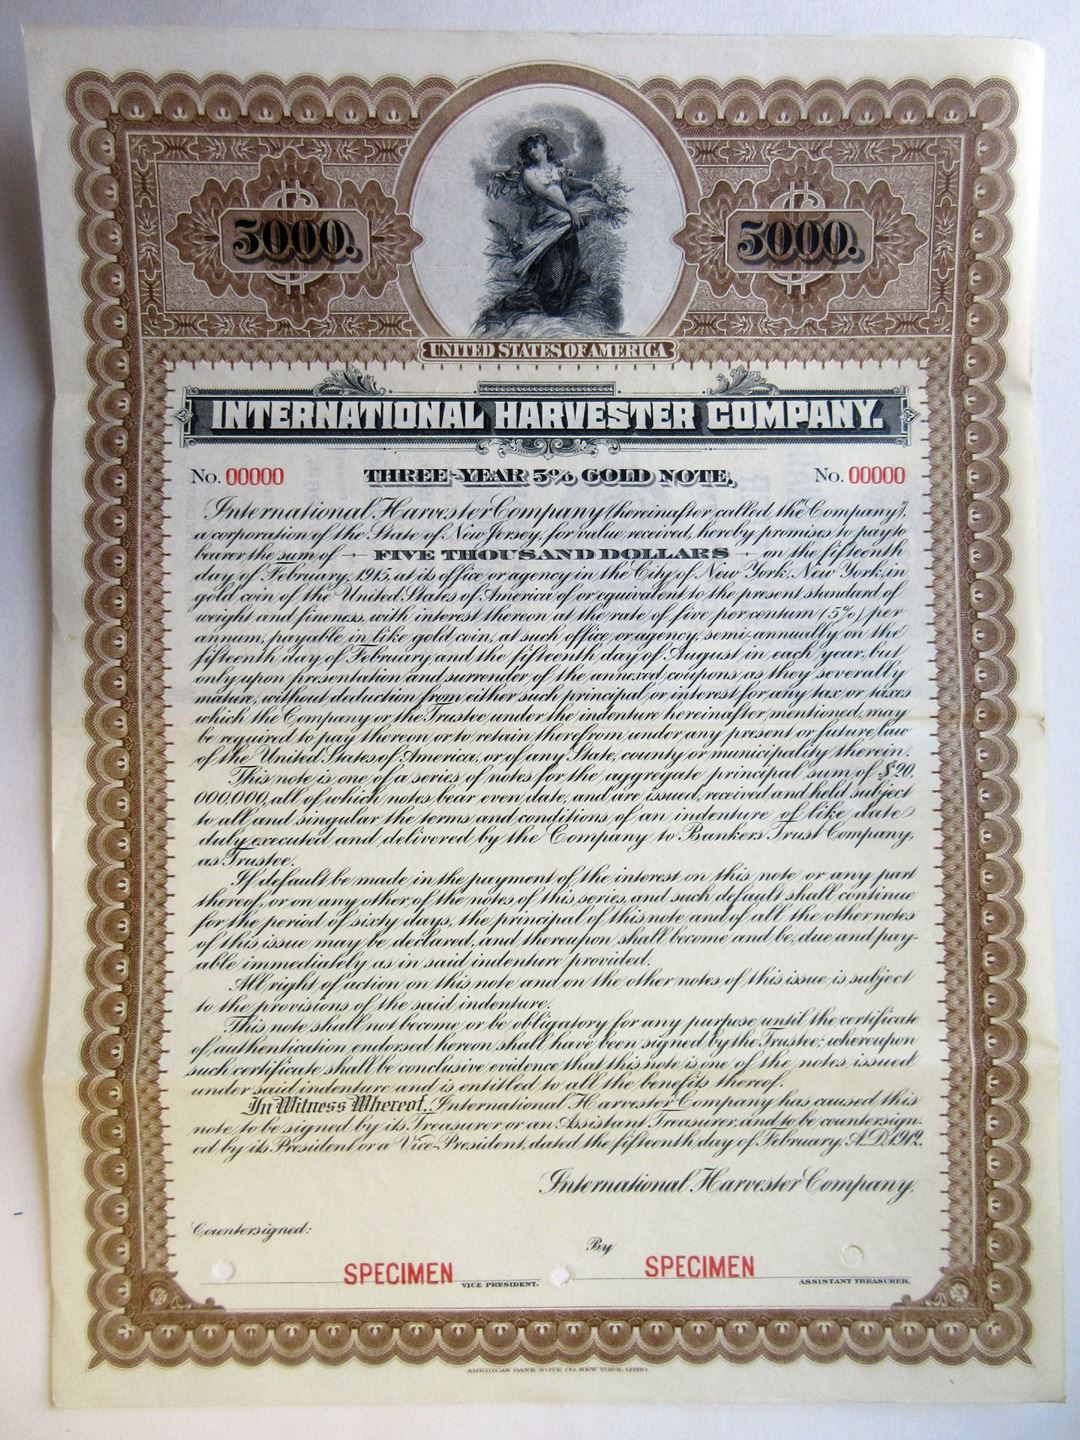 5000. 5000.
UNITED STATES OF AMERICA
INTERNATIONAL HARVESTER COMPANY.
No. 00000 THREE-YEAR 5% GOLD NOTE. No. 00000
International Harvester Company (hereinafter called the "Company"),
a corporation of the State of New Jersey, for value received, hereby promises to pay to
bearer the sum of FIVE THOUSAND DOLLARS on the fifteenth
day of February, 1915, at its office or agency in the City of New York, New York, in
gold coin of the United States of America of or equivalent to the present standard of
weight and fineness, with interest thereon at the rate of five per centum (5%) per
annum, payable in like gold coin, at such office or agency, semi-annually on the
fifteenth day of February and the fifteenth day of August in each year, but
only upon presentation and surrender of the annexed coupons as they severally
mature, without deduction from either such principal or interest for any tax or taxes
which the Company or the Trustee under the indenture hereinafter mentioned, may
be required to pay thereon or to retain therefrom under any present or future law
of the United States of America, or of any State, county or municipality therein.
This note is one of a series of notes for the aggregate principal sum of $20,
000,000, all of which notes bear even date, and are issued, received and held subject
to all and singular the terms and conditions of an indenture of like date
duly executed and delivered by the Company to Bankers Trust Company,
as Trustee.
If default be made in the payment of the interest on this note or any part
thereof, or on any other of the notes of this series, and such default shall continue
for the period of sixty days, the principal of this note and of all the other notes
of this issue may be declared, and thereupon shall become and be, due and pay-
able immediately as in said indenture provided.
All right of action on this note and on the other notes of this issue is subject
to the provisions of the said indenture.
This note shall not become or be obligatory for any purpose until the certificate
of authentication endorsed hereon shall have been signed by the Trustee; whereupon
such certificate shall be conclusive evidence that this note is one of the notes issued
under said indenture and is entitled to all the benefits thereof.
In Witness Whereof, International Harvester Company has caused this
note to be signed by its Treasurer or an Assistant Treasurer, and to be countersign-
ed by its President or a Vice-President, dated the fifteenth day of February, A.D. 1912.
International Harvester Company,
Countersigned:
By
SPECIMEN VICE PRESIDENT. SPECIMEN ASSISTANT TREASURER.
AMERICAN BANK NOTE CO. NEW YORK, LITHO.